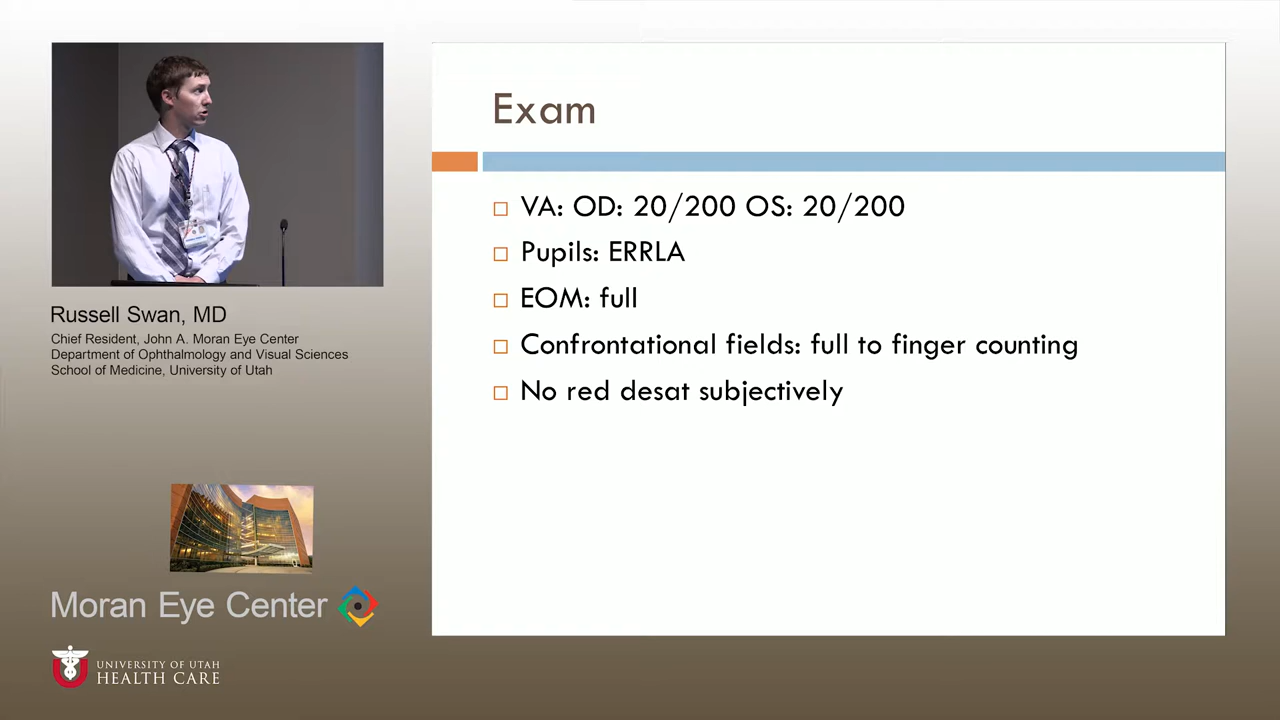 Exam
VA: OD: 20/200 OS: 20/200
Pupils: ERRLA
EOM: full
Confrontational fields: full to finger counting
No red desat subjectively
Russell Swan, MD
Chief Resident, John A. Moran Eye Center
Department of Ophthalmology and Visual Sciences
School of Medicine, University of Utah
Moran Eye Center
UNIVERSITY OF UTAH
HEALTH CARE